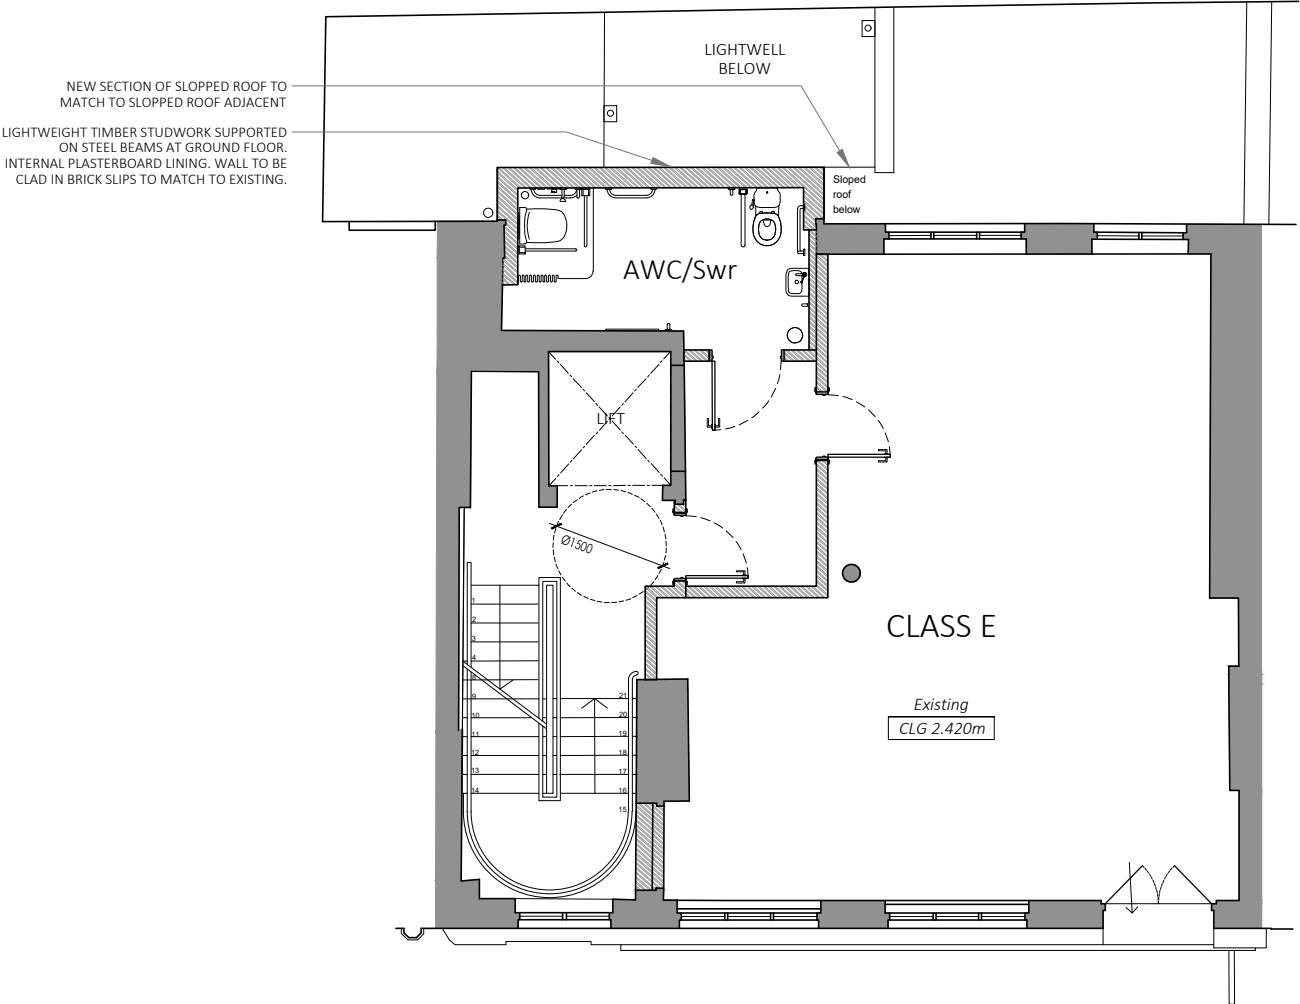 LIGHTWELL
BELOW
NEW SECTION OF SLOPPED ROOF TO
MATCH TO SLOPPED ROOF ADJACENT
LIGHTWEIGHT TIMBER STUDWORK SUPPORTED
ON STEEL BEAMS AT GROUND FLOOR.
INTERNAL PLASTERBOARD LINING. WALL TO BE
CLAD IN BRICK SLIPS TO MATCH TO EXISTING.
Sloped
roof
below
AWC/Swr
LIFT
Ø1500
CLASS E
Existing
CLG 2.420m
1
2
3
4
8
9
10
11
12
13
14
21
20
19
18
17
16
15